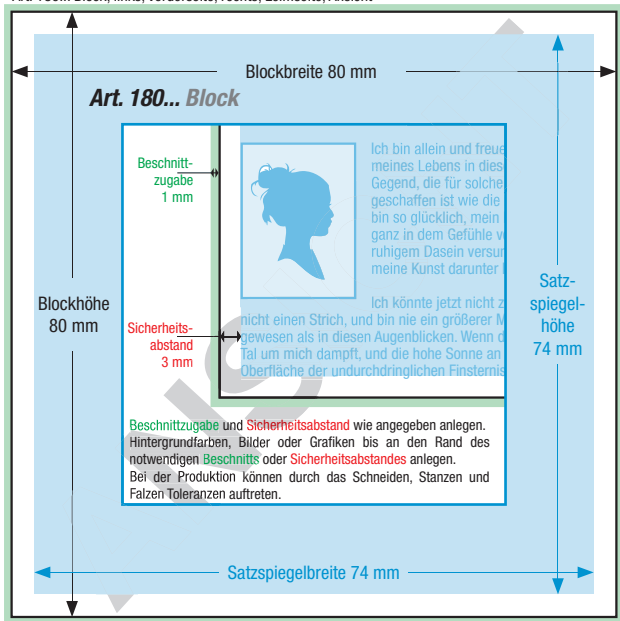 Blockbreite 80 mm
Art. 180... Block
Beschnitt-
zugabe
1 mm
Ich bin allein und freue
meines Lebens in dies
Gegend, die für solche
geschaffen ist wie die
bin so glücklich, mein
ganz in dem Gefühle v
ruhigem Dasein versun
meine Kunst darunter
Ich könnte jetzt nicht z
nicht einen Strich, und bin nie ein größerer M
gewesen als in diesen Augenblicken. Wenn d
Tal um mich dampft, und die hohe Sonne an
Oberfläche der undurchdringlichen Finsternis
Blockhöhe
80 mm
Sicherheits-
abstand
3 mm
Satz-
spiegel-
höhe
74 mm
Beschnittzugabe und Sicherheitsabstand wie angegeben anlegen.
Hintergrundfarben, Bilder oder Grafiken bis an den Rand des
notwendigen Beschnitts oder Sicherheitsabstandes anlegen.
Bei der Produktion können durch das Schneiden, Stanzen und
Falzen Toleranzen auftreten.
Satzspiegelbreite 74 mm